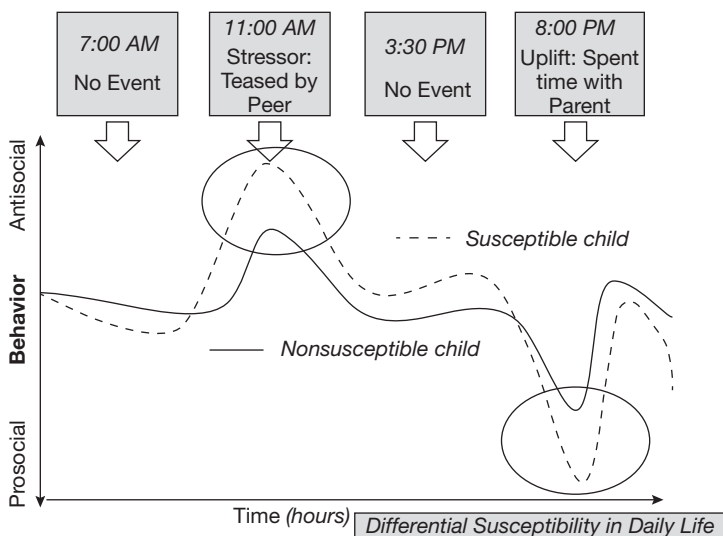 7:00 AM
No Event
11:00 AM
Stressor:
Teased by
Peer
3:30 PM
No Event
8:00 PM
Uplift: Spent
time with
Parent
Antisocial
Behavior
Prosocial
Susceptible child
Nonsusceptible child
Time (hours)
Differential Susceptibility in Daily Life